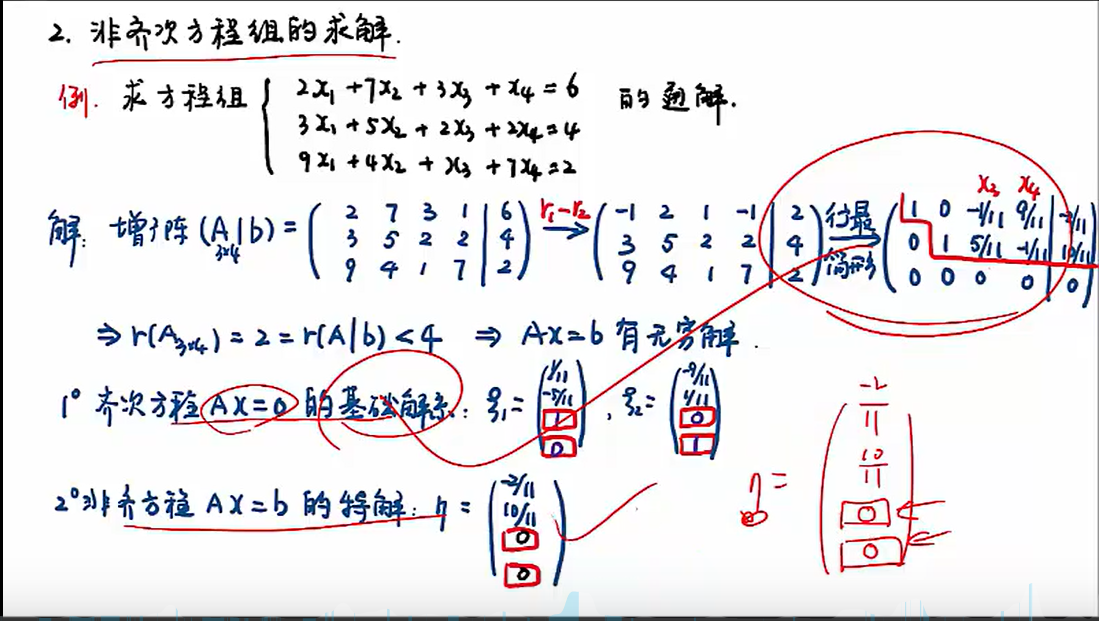 2. 非齐次方程组的求解.
例. 求方程组 { 2x₁+7x₂+3x₃+x₄=6 的通解.
3x₁+5x₂+2x₃+2x₄=4
9x₁+4x₂+x₃+7x₄=2
x₃ x₄
解: 增广阵 (A|b) = ( 2 7 3 1 | 6 ) r₁-r₂ → ( -1 2 1 -1 | 2 ) 行最 → ( 1 0 -1/11 9/11 | -2/11 )
3×4 ( 3 5 2 2 | 4 ) ( 3 5 2 2 | 4 ) 简形 ( 0 1 5/11 -1/11 | 10/11 )
( 9 4 1 7 | 2 ) ( 9 4 1 7 | 2 ) ( 0 0 0 0 | 0 )
⇒ r(A₃ₓ₄) = 2 = r(A|b) < 4 ⇒ Ax=b 有无穷解.
1° 齐次方程 Ax=0 的基础解系: ξ₁= ( 1/11 -5/11 1 0 ), ξ₂= ( -9/11 1/11 0 1 )
2° 非齐方程 Ax=b 的特解: η = ( -2/11 10/11 0 0 )
η = ( -2/11 10/11 0 0 )